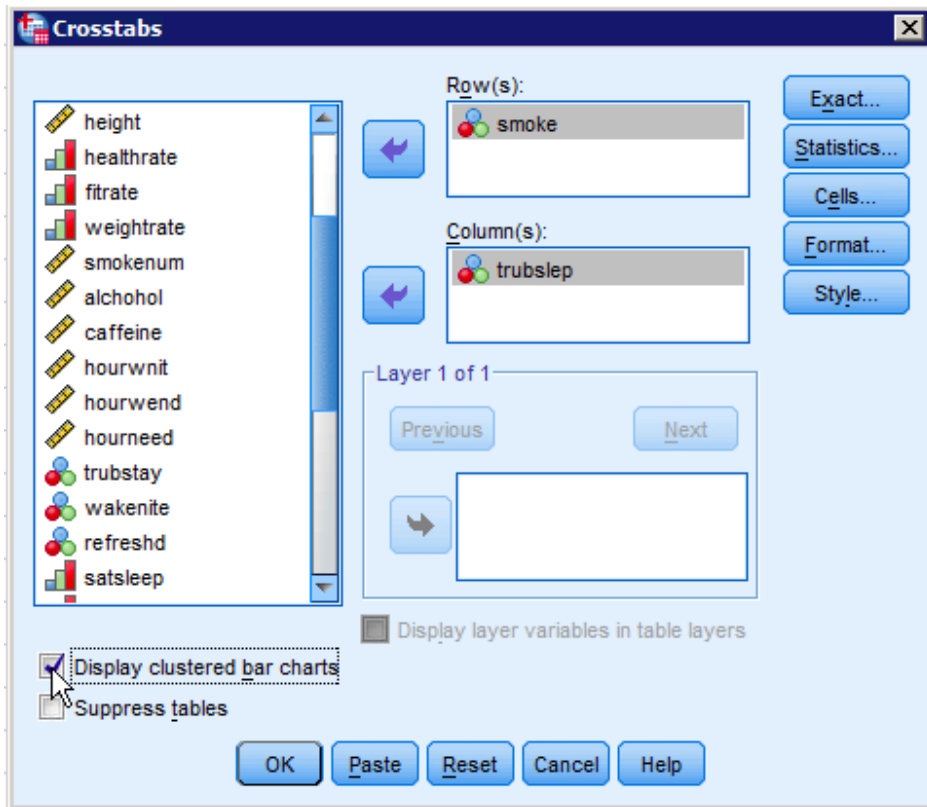 Crosstabs
height
healthrate
fitrate
weightrate
smokenum
alchohol
caffeine
hourwnit
hourwend
hourneed
trubstay
wakenite
refreshd
satsleep
Row(s):
smoke
Column(s):
trubslep
Layer 1 of 1
Previous
Next
Display layer variables in table layers
Exact...
Statistics...
Cells...
Format...
Style...
Display clustered bar charts
Suppress tables
OK
Paste
Reset
Cancel
Help